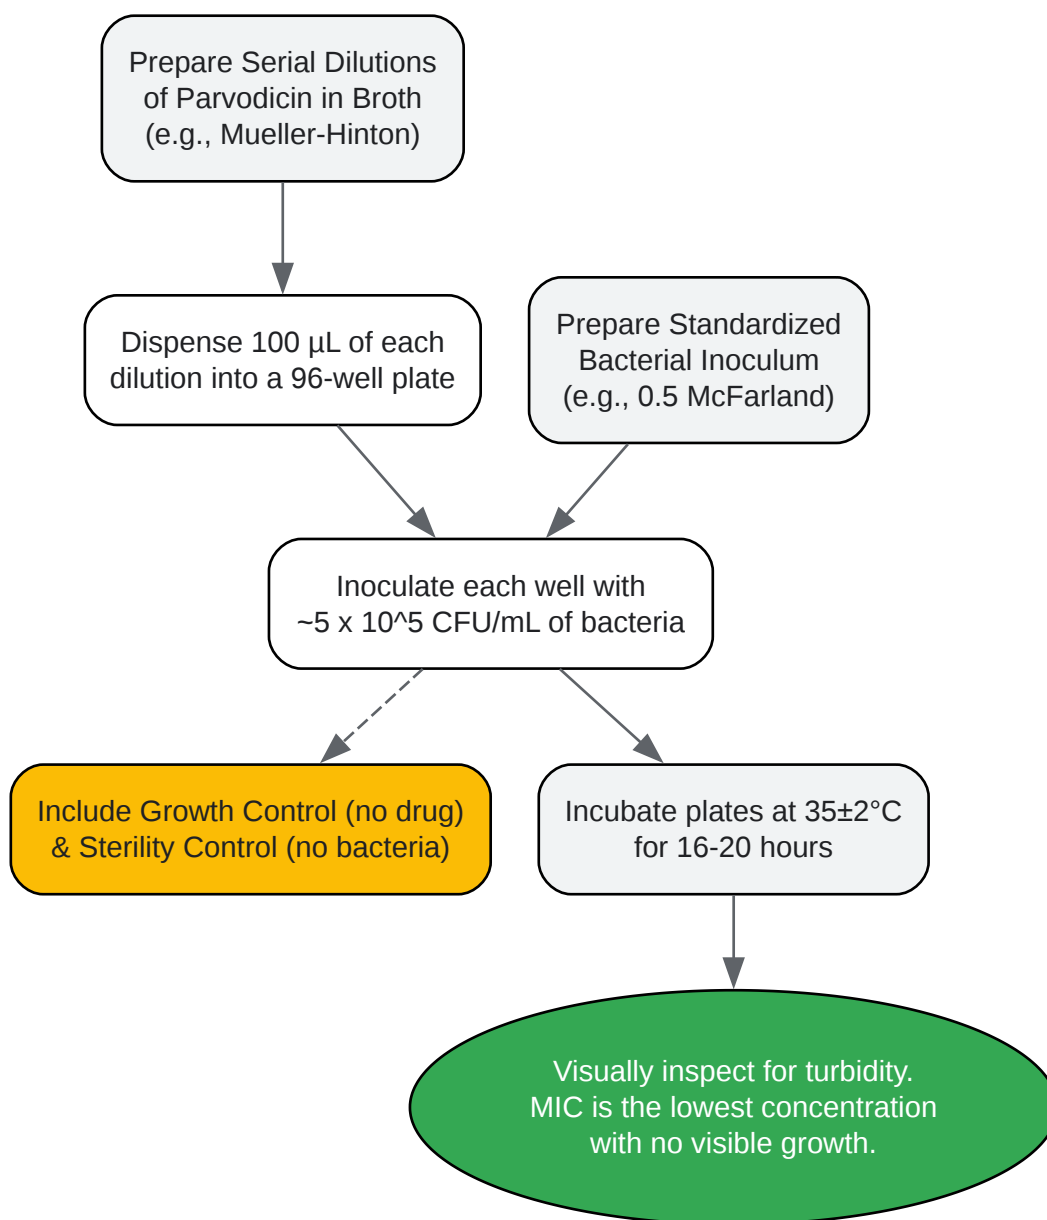 Prepare Serial Dilutions
of Parvodicin in Broth
(e.g., Mueller-Hinton)
Dispense 100 µL of each
dilution into a 96-well plate
Prepare Standardized
Bacterial Inoculum
(e.g., 0.5 McFarland)
Inoculate each well with
~5 x 10^5 CFU/mL of bacteria
Include Growth Control (no drug)
& Sterility Control (no bacteria)
Incubate plates at 35±2°C
for 16-20 hours
Visually inspect for turbidity.
MIC is the lowest concentration
with no visible growth.